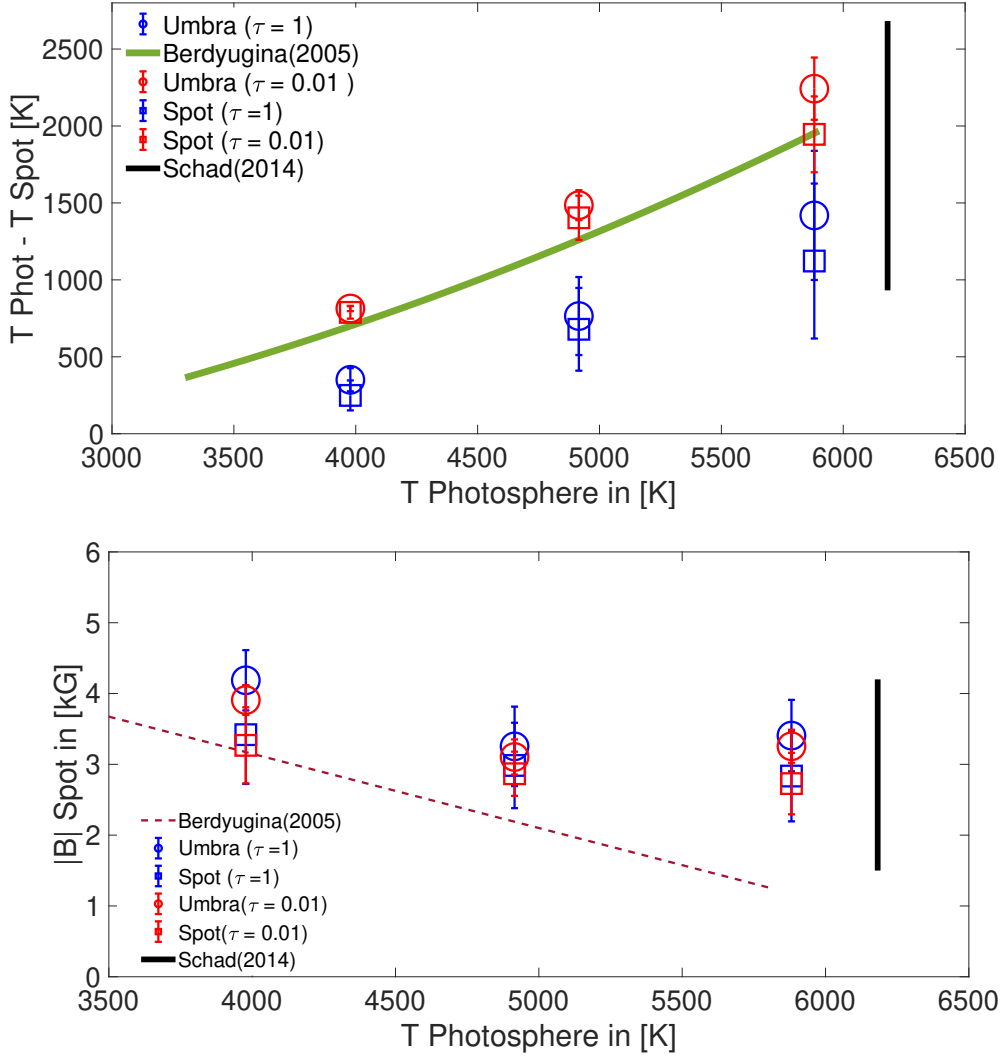 Umbra (τ = 1)
Berdyugina(2005)
Umbra (τ = 0.01 )
Spot (τ =1)
Spot (τ = 0.01)
Schad(2014)
T Phot - T Spot [K]
2500
2000
1500
1000
500
0
3000 3500 4000 4500 5000 5500 6000 6500
T Photosphere in [K]
|B| Spot in [kG]
6
5
4
3
2
1
0
Berdyugina(2005)
Umbra (τ =1)
Spot (τ =1)
Umbra(τ = 0.01)
Spot(τ = 0.01)
Schad(2014)
3500 4000 4500 5000 5500 6000 6500
T Photosphere in [K]